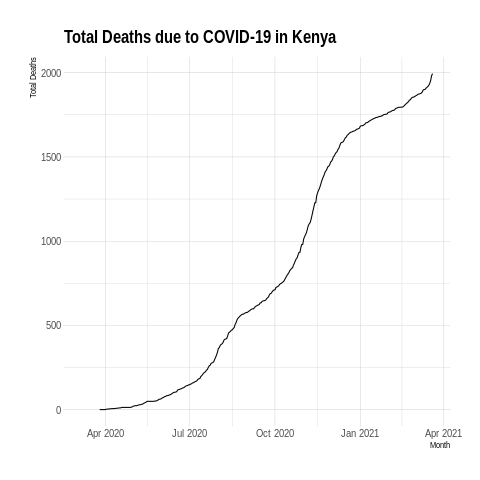 Total Deaths due to COVID-19 in Kenya
Total Deaths
2000
1500
1000
500
0
Apr 2020 Jul 2020 Oct 2020 Jan 2021 Apr 2021
Month